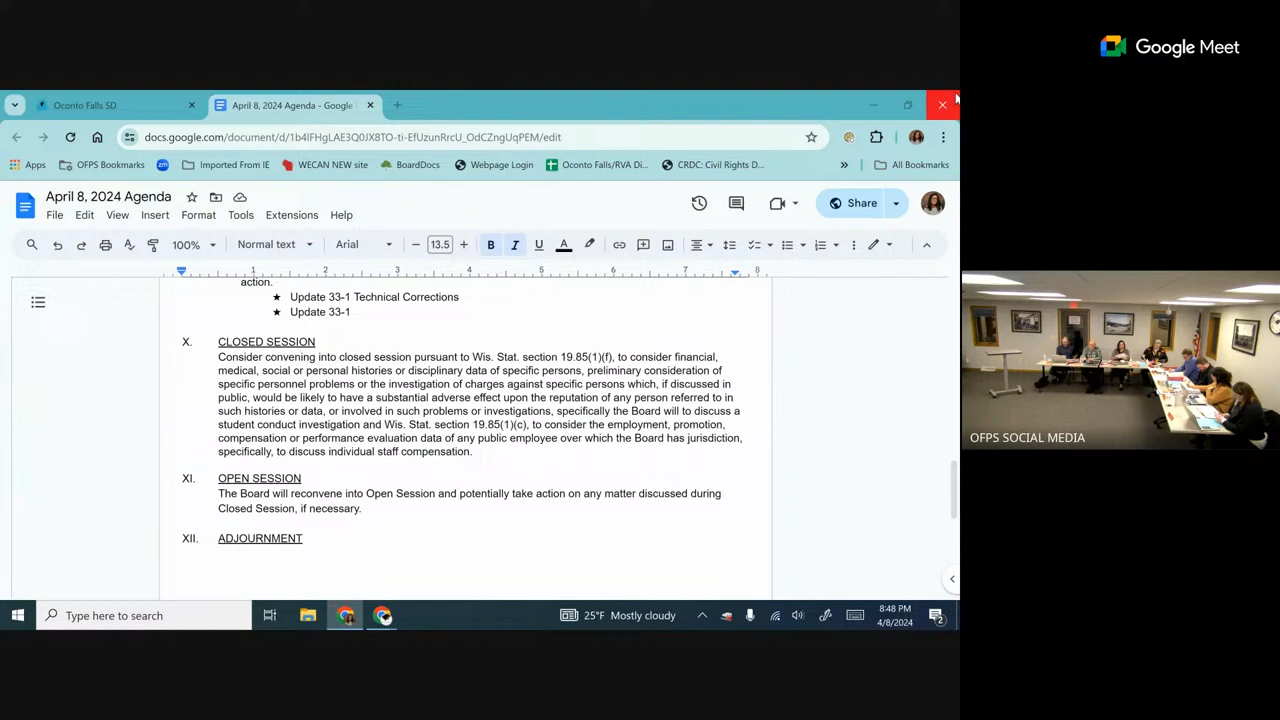 Google Meet
Oconto Falls SD
April 8, 2024 Agenda - Google
docs.google.com/document/d/1b4lFHgLAE3Q0JX8TO-ti-EfUzunRrcU_OdCZngUqPEM/edit
Apps
OFPS Bookmarks
Imported From IE
WECAN NEW site
BoardDocs
Webpage Login
Oconto Falls/RVA Di...
CRDC: Civil Rights D...
All Bookmarks
April 8, 2024 Agenda
Share
File Edit View Insert Format Tools Extensions Help
100% Normal text Arial 13.5 B I U A
1 2 3 4 5 6 7 8
action.
★ Update 33-1 Technical Corrections
★ Update 33-1
X. CLOSED SESSION
Consider convening into closed session pursuant to Wis. Stat. section 19.85(1)(f), to consider financial,
medical, social or personal histories or disciplinary data of specific persons, preliminary consideration of
specific personnel problems or the investigation of charges against specific persons which, if discussed in
public, would be likely to have a substantial adverse effect upon the reputation of any person referred to in
such histories or data, or involved in such problems or investigations, specifically the Board will to discuss a
student conduct investigation and Wis. Stat. section 19.85(1)(c), to consider the employment, promotion,
compensation or performance evaluation data of any public employee over which the Board has jurisdiction,
specifically, to discuss individual staff compensation.
XI. OPEN SESSION
The Board will reconvene into Open Session and potentially take action on any matter discussed during
Closed Session, if necessary.
XII. ADJOURNMENT
OFPS SOCIAL MEDIA
Type here to search
25°F Mostly cloudy
8:48 PM
4/8/2024
2